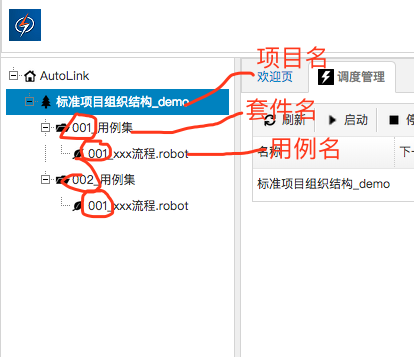 项目名
AutoLink
欢迎页 调度管理
标准项目组织结构_demo
套件名
001_用例集
刷新 启动
001_xxx流程.robot
用例名
名称 下一
002_用例集
标准项目组织结构_demo
001_xxx流程.robot